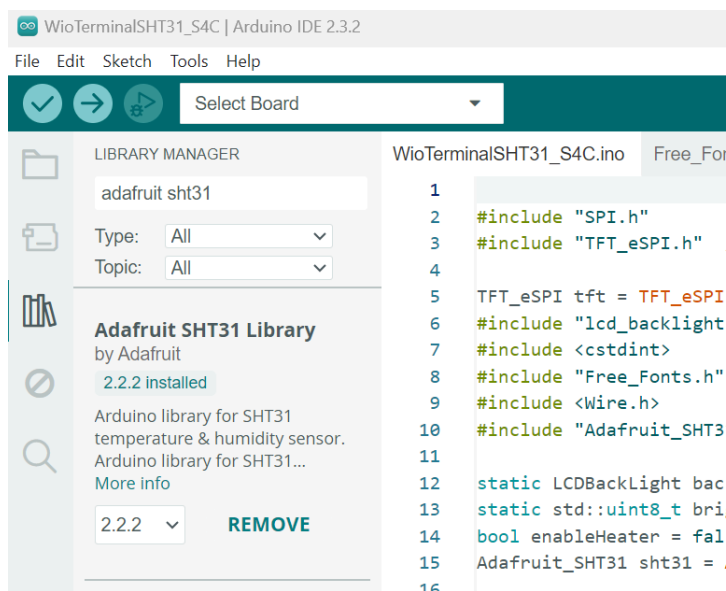 WioTerminalSHT31_S4C | Arduino IDE 2.3.2
File Edit Sketch Tools Help
Select Board
LIBRARY MANAGER
adafruit sht31
Type: All
Topic: All
Adafruit SHT31 Library
by Adafruit
2.2.2 installed
Arduino library for SHT31
temperature & humidity sensor.
Arduino library for SHT31...
More info
2.2.2 REMOVE
WioTerminalSHT31_S4C.ino Free_For
1
2 #include "SPI.h"
3 #include "TFT_eSPI.h"
4
5 TFT_eSPI tft = TFT_eSPI
6 #include "lcd_backlight
7 #include <cstdint>
8 #include "Free_Fonts.h"
9 #include <Wire.h>
10 #include "Adafruit_SHT3
11
12 static LCDBackLight bac
13 static std::uint8_t bri
14 bool enableHeater = fal
15 Adafruit_SHT31 sht31 =
16